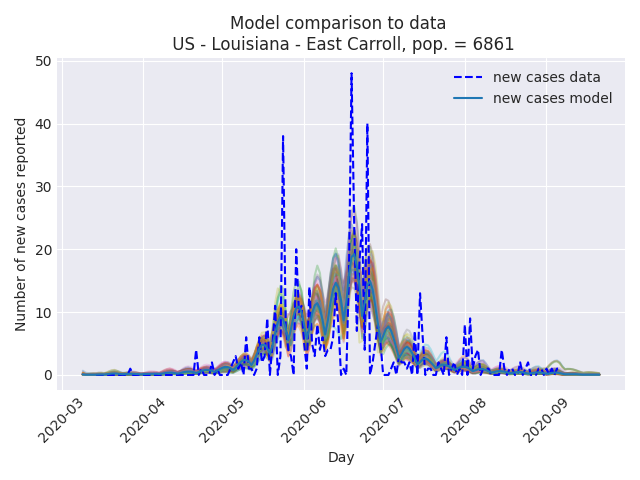 Model comparison to data
US - Louisiana - East Carroll, pop. = 6861
new cases data
new cases model
Number of new cases reported
50
40
30
20
10
0
2020-03
2020-04
2020-05
2020-06
2020-07
2020-08
2020-09
Day